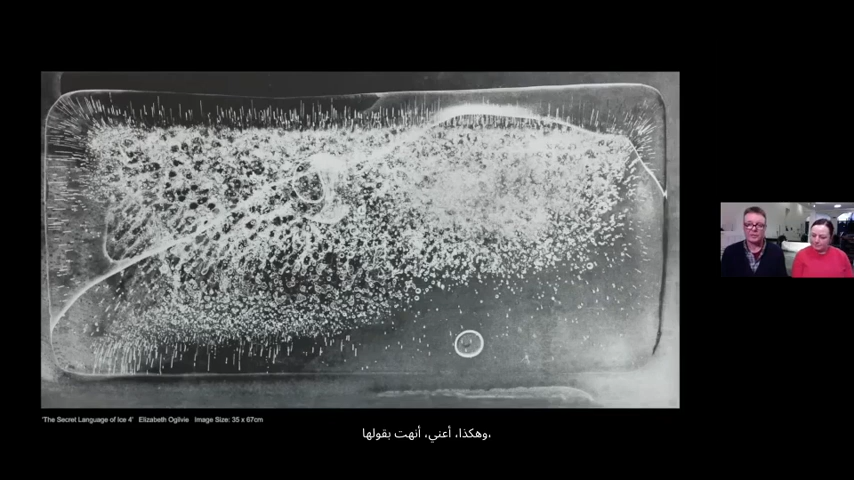 'The Secret Language of Ice 4'   Elizabeth Ogilvie   Image Size: 35 x 67cm
وهكذا، أعني، أنهت بقولها،